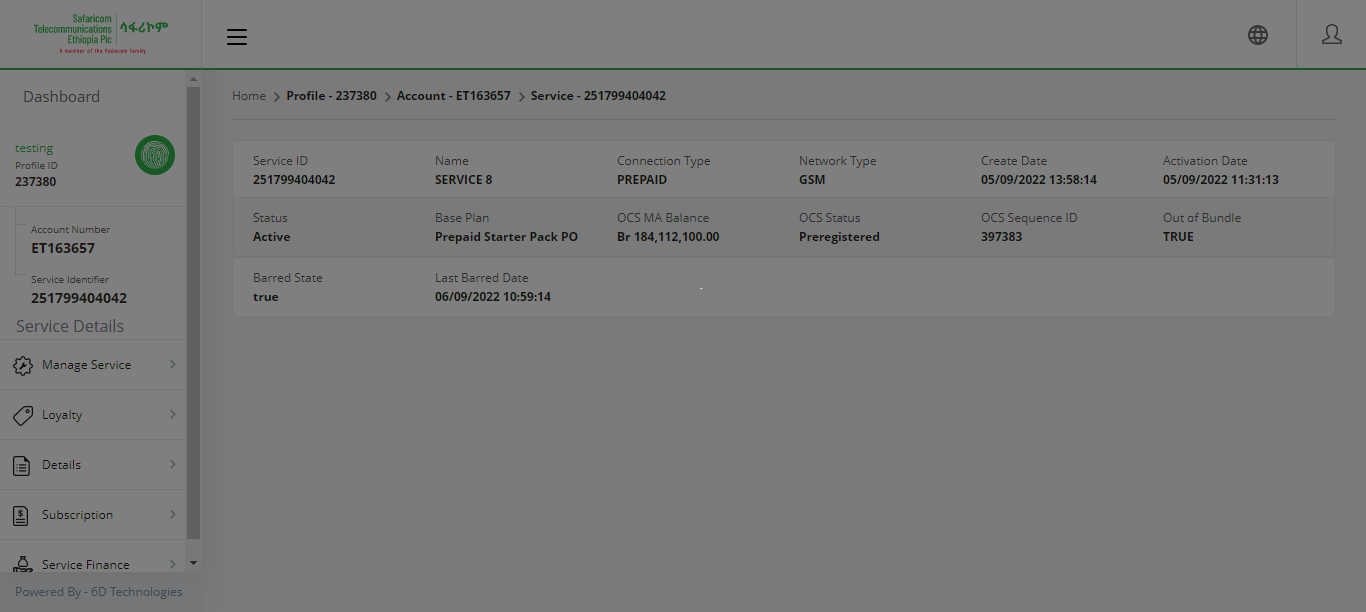 Safaricom
Telecommunications
Ethiopia Plc
ሳፋሪኮም
A member of the Vodacom family
Dashboard
testing
Profile ID
237380
Account Number
ET163657
Service Identifier
251799404042
Service Details
Manage Service
Loyalty
Details
Subscription
Service Finance
Powered By - 6D Technologies
Home > Profile - 237380 > Account - ET163657 > Service - 251799404042
Service ID Name Connection Type Network Type Create Date Activation Date
251799404042 SERVICE 8 PREPAID GSM 05/09/2022 13:58:14 05/09/2022 11:31:13
Status Base Plan OCS MA Balance OCS Status OCS Sequence ID Out of Bundle
Active Prepaid Starter Pack PO Br 184,112,100.00 Preregistered 397383 TRUE
Barred State Last Barred Date
true 06/09/2022 10:59:14